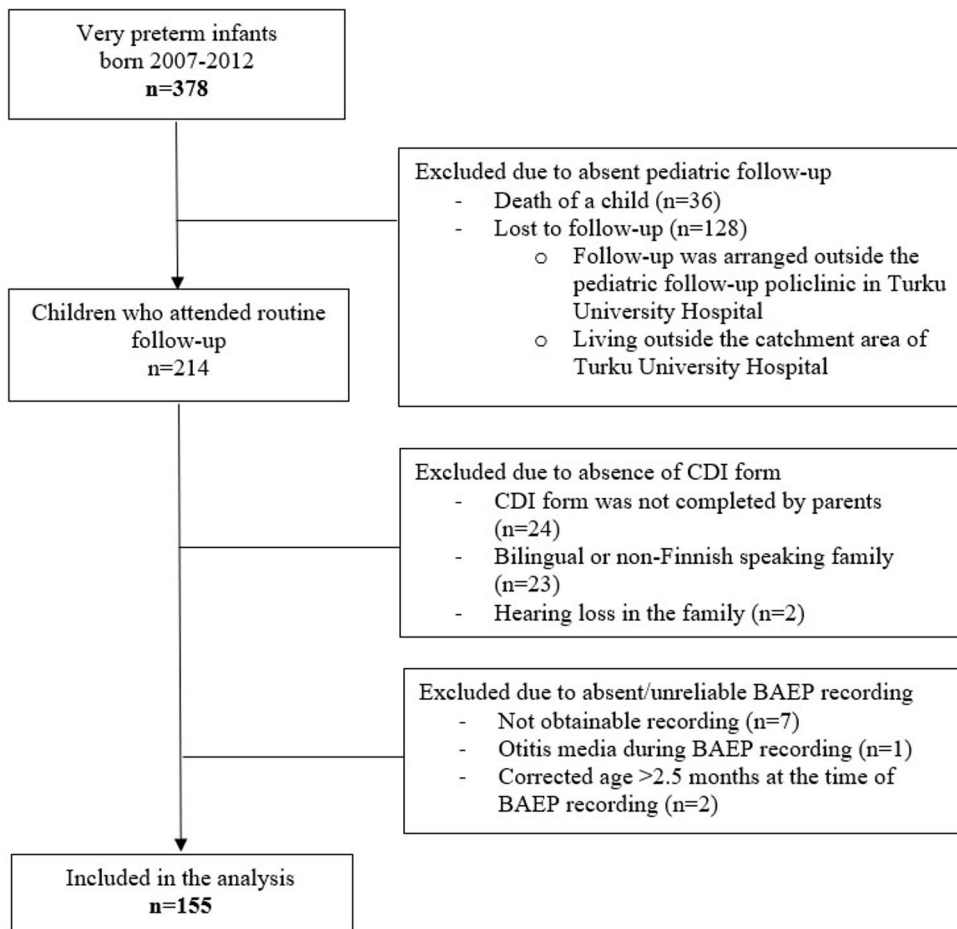 Very preterm infants
born 2007-2012
n=378
Excluded due to absent pediatric follow-up
- Death of a child (n=36)
- Lost to follow-up (n=128)
o Follow-up was arranged outside the
pediatric follow-up policlinic in Turku
University Hospital
o Living outside the catchment area of
Turku University Hospital
Children who attended routine
follow-up
n=214
Excluded due to absence of CDI form
- CDI form was not completed by parents
(n=24)
- Bilingual or non-Finnish speaking family
(n=23)
- Hearing loss in the family (n=2)
Excluded due to absent/unreliable BAEP recording
- Not obtainable recording (n=7)
- Otitis media during BAEP recording (n=1)
- Corrected age >2.5 months at the time of
BAEP recording (n=2)
Included in the analysis
n=155